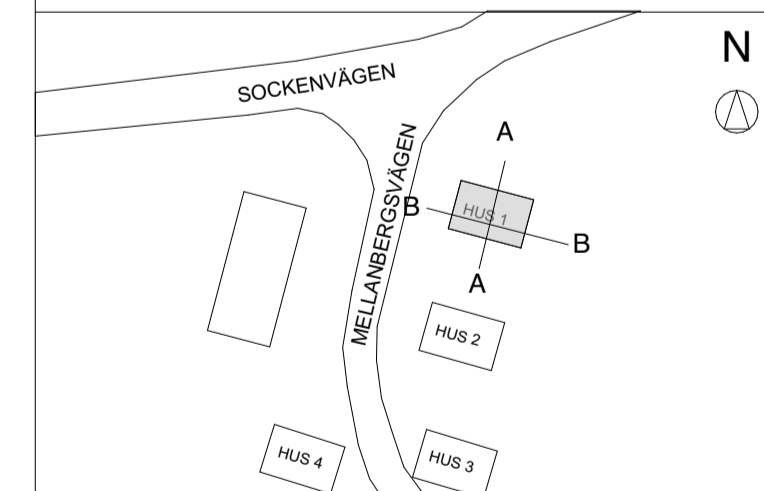 N
SOCKENVÄGEN
MELLANBERGSVÄGEN
A
B
HUS 1
B
A
HUS 2
HUS 4
HUS 3